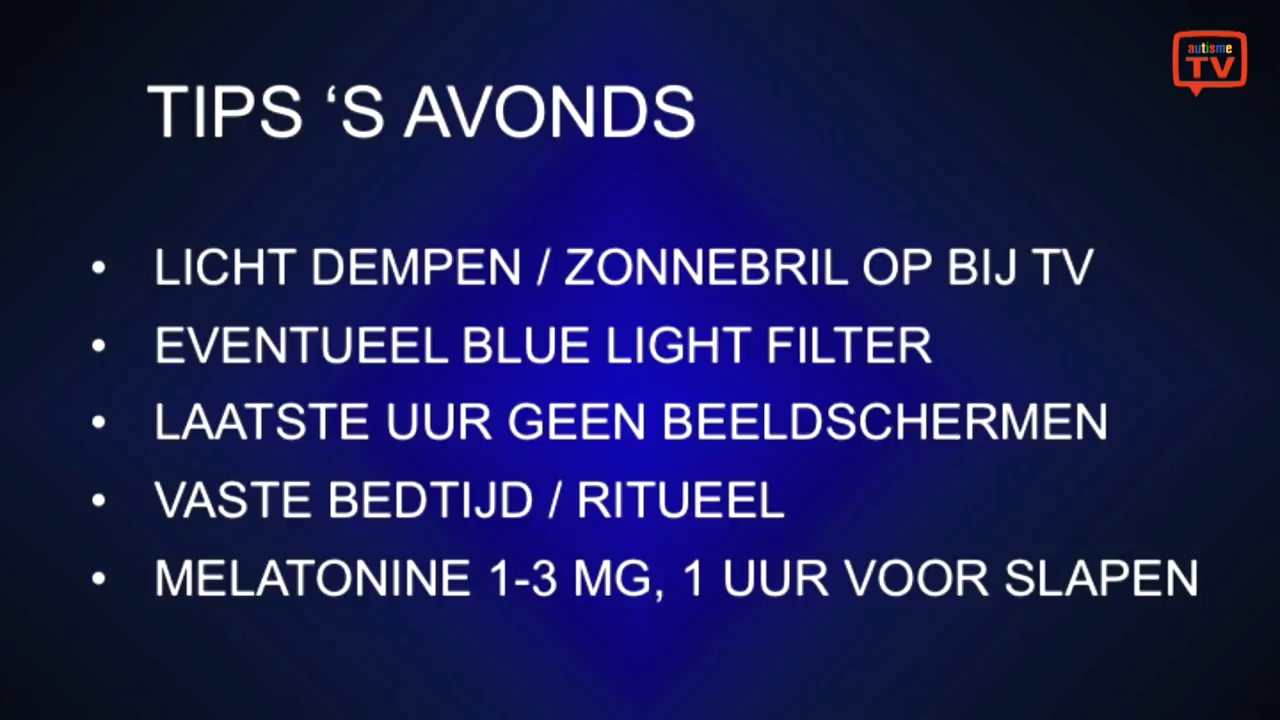 autisme
TV
TIPS ‘S AVONDS
• LICHT DEMPEN / ZONNEBRIL OP BIJ TV
• EVENTUEEL BLUE LIGHT FILTER
• LAATSTE UUR GEEN BEELDSCHERMEN
• VASTE BEDTIJD / RITUEEL
• MELATONINE 1-3 MG, 1 UUR VOOR SLAPEN